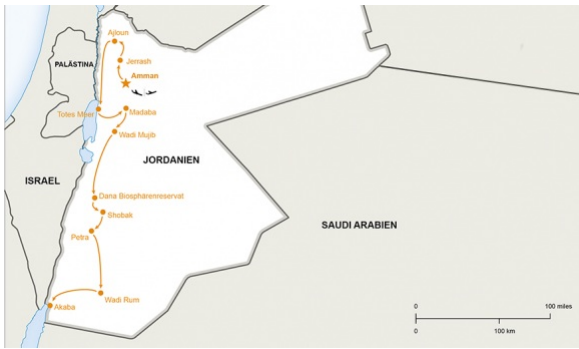 Ajloun
Jerrash
PALÄSTINA
Amman
Totes Meer
Madaba
Wadi Mujib
JORDANIEN
ISRAEL
Dana Biosphärenreservat
Shobak
SAUDI ARABIEN
Petra
Wadi Rum
Akaba
0 100 miles
0 100 km